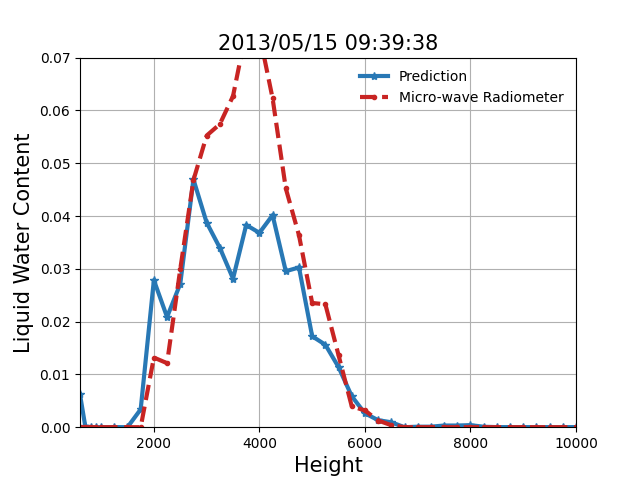 2013/05/15 09:39:38
Prediction
Micro-wave Radiometer
Liquid Water Content
0.07
0.06
0.05
0.04
0.03
0.02
0.01
0.00
2000 4000 6000 8000 10000
Height